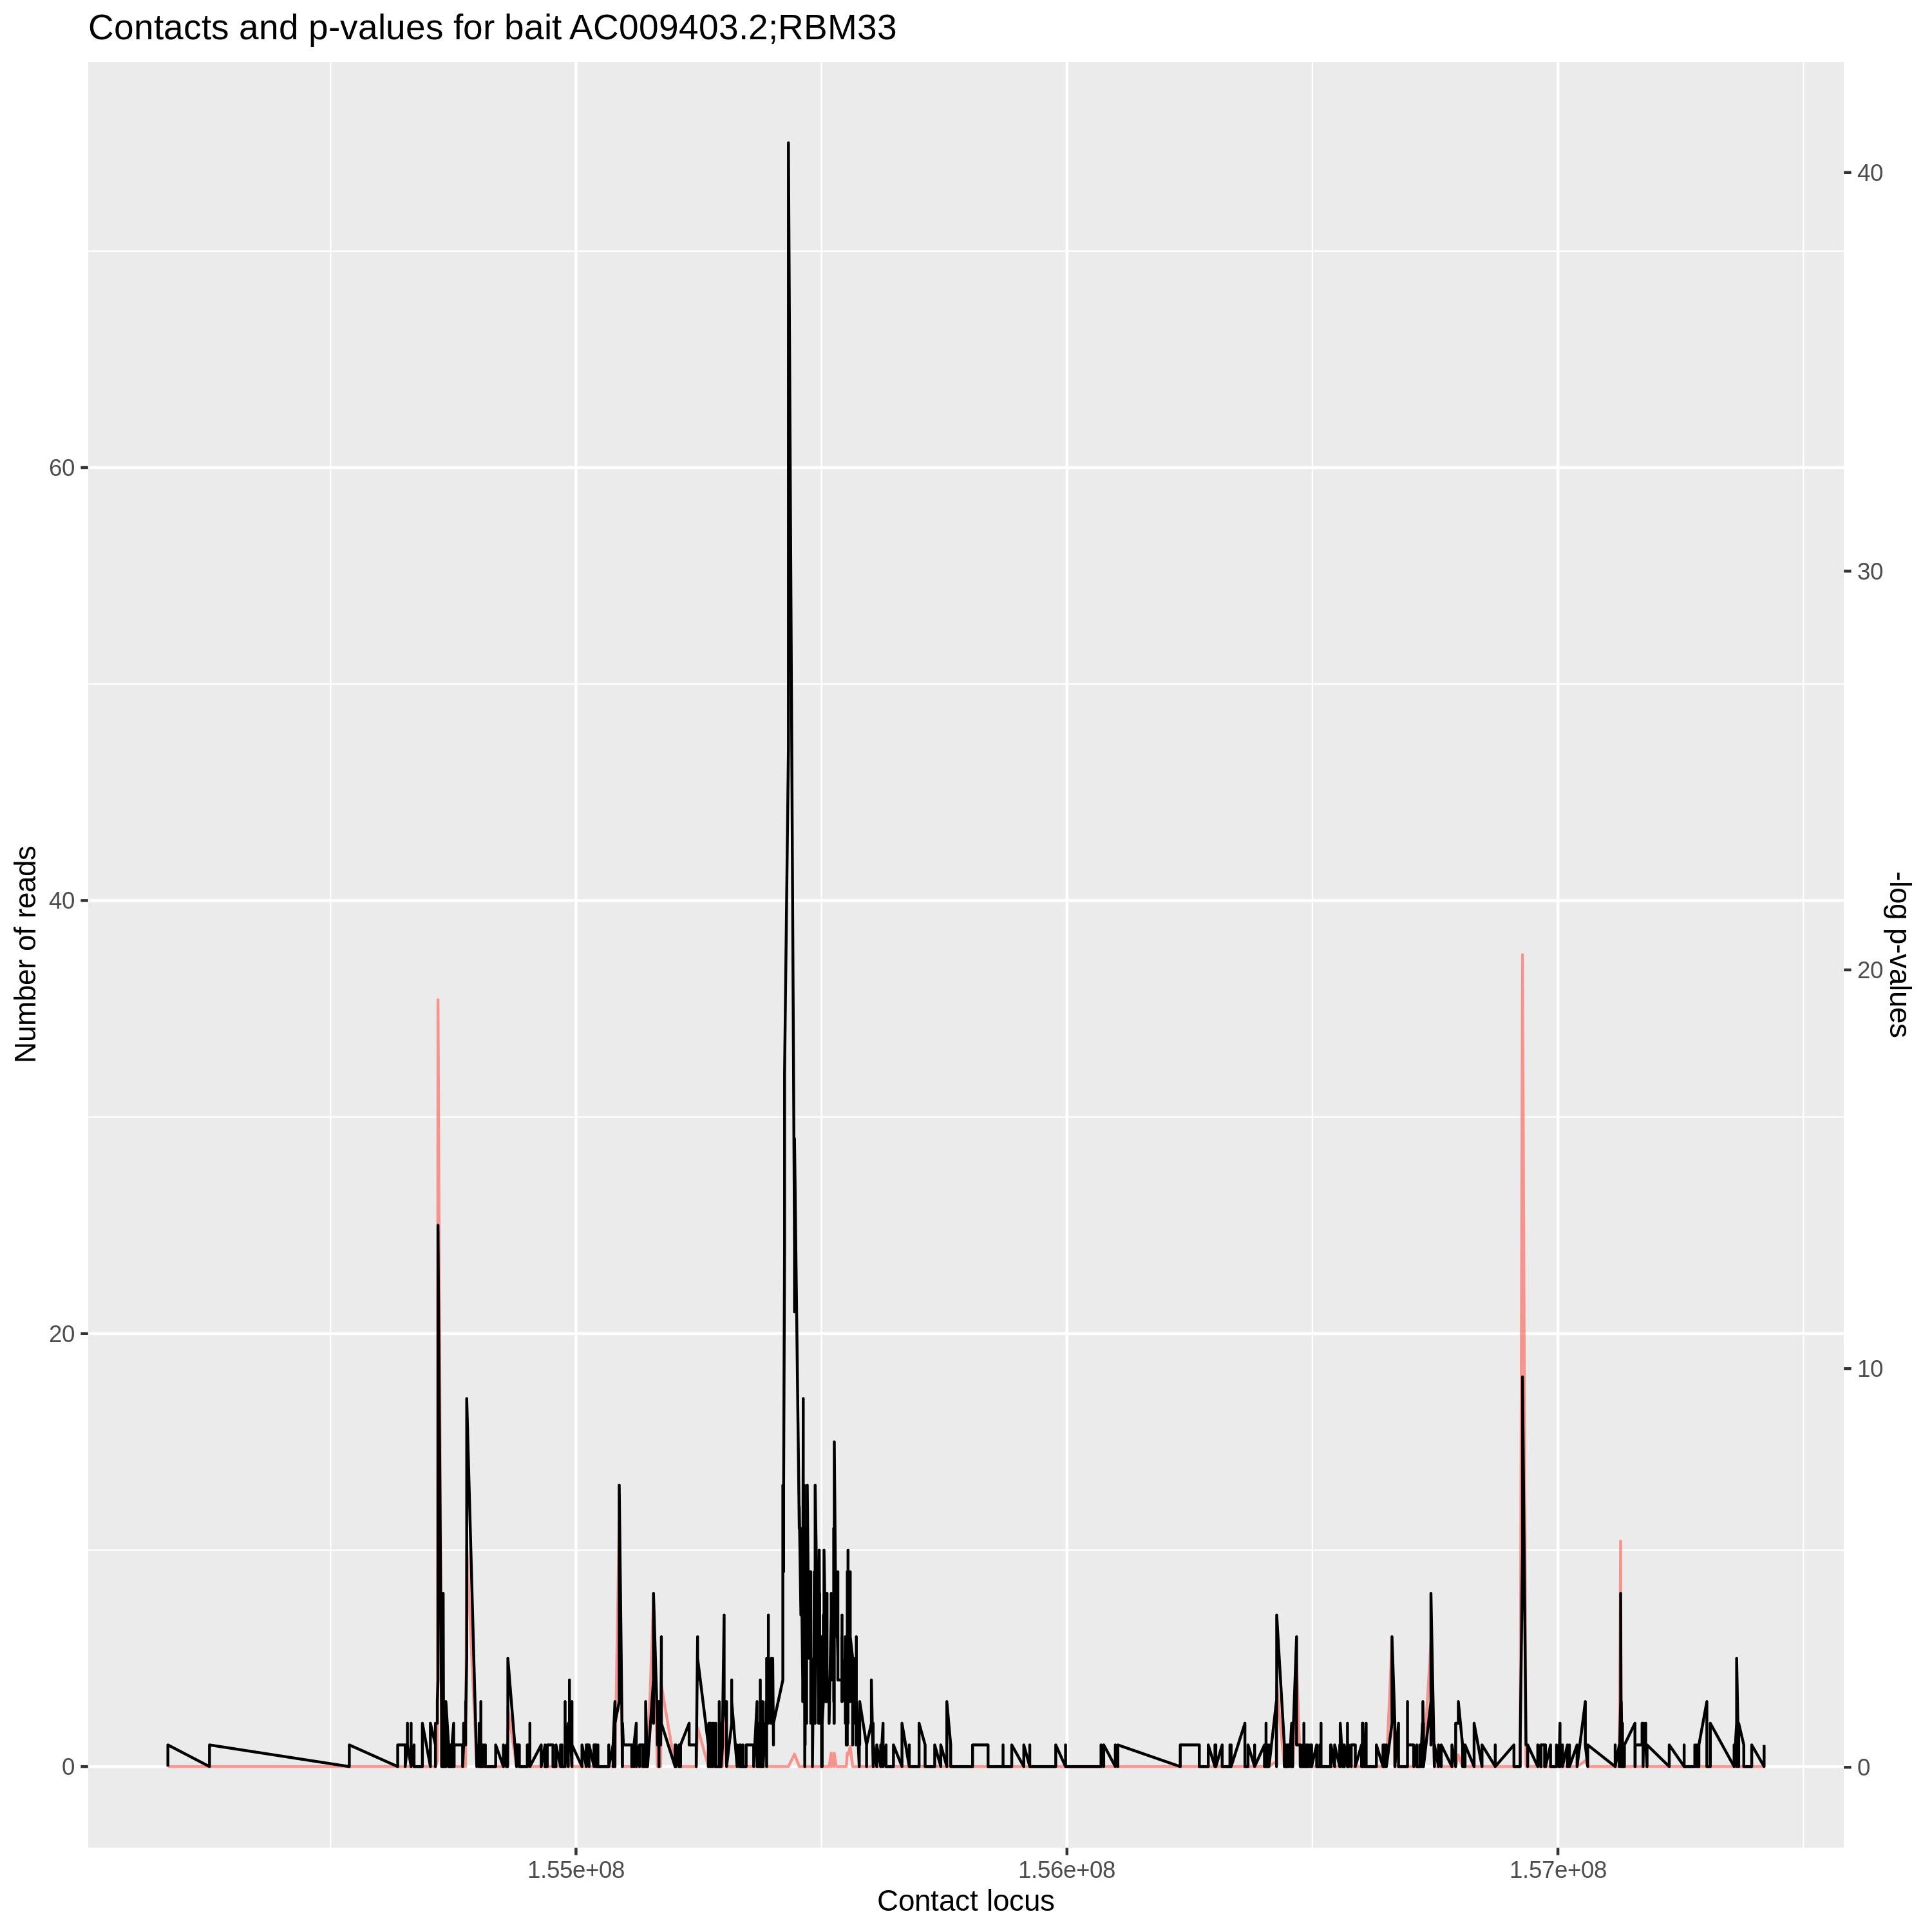 Contacts and p-values for bait AC009403.2;RBM33
Number of reads
60
40
20
0
40
30
20
10
0
-log p-values
1.55e+08
1.56e+08
1.57e+08
Contact locus